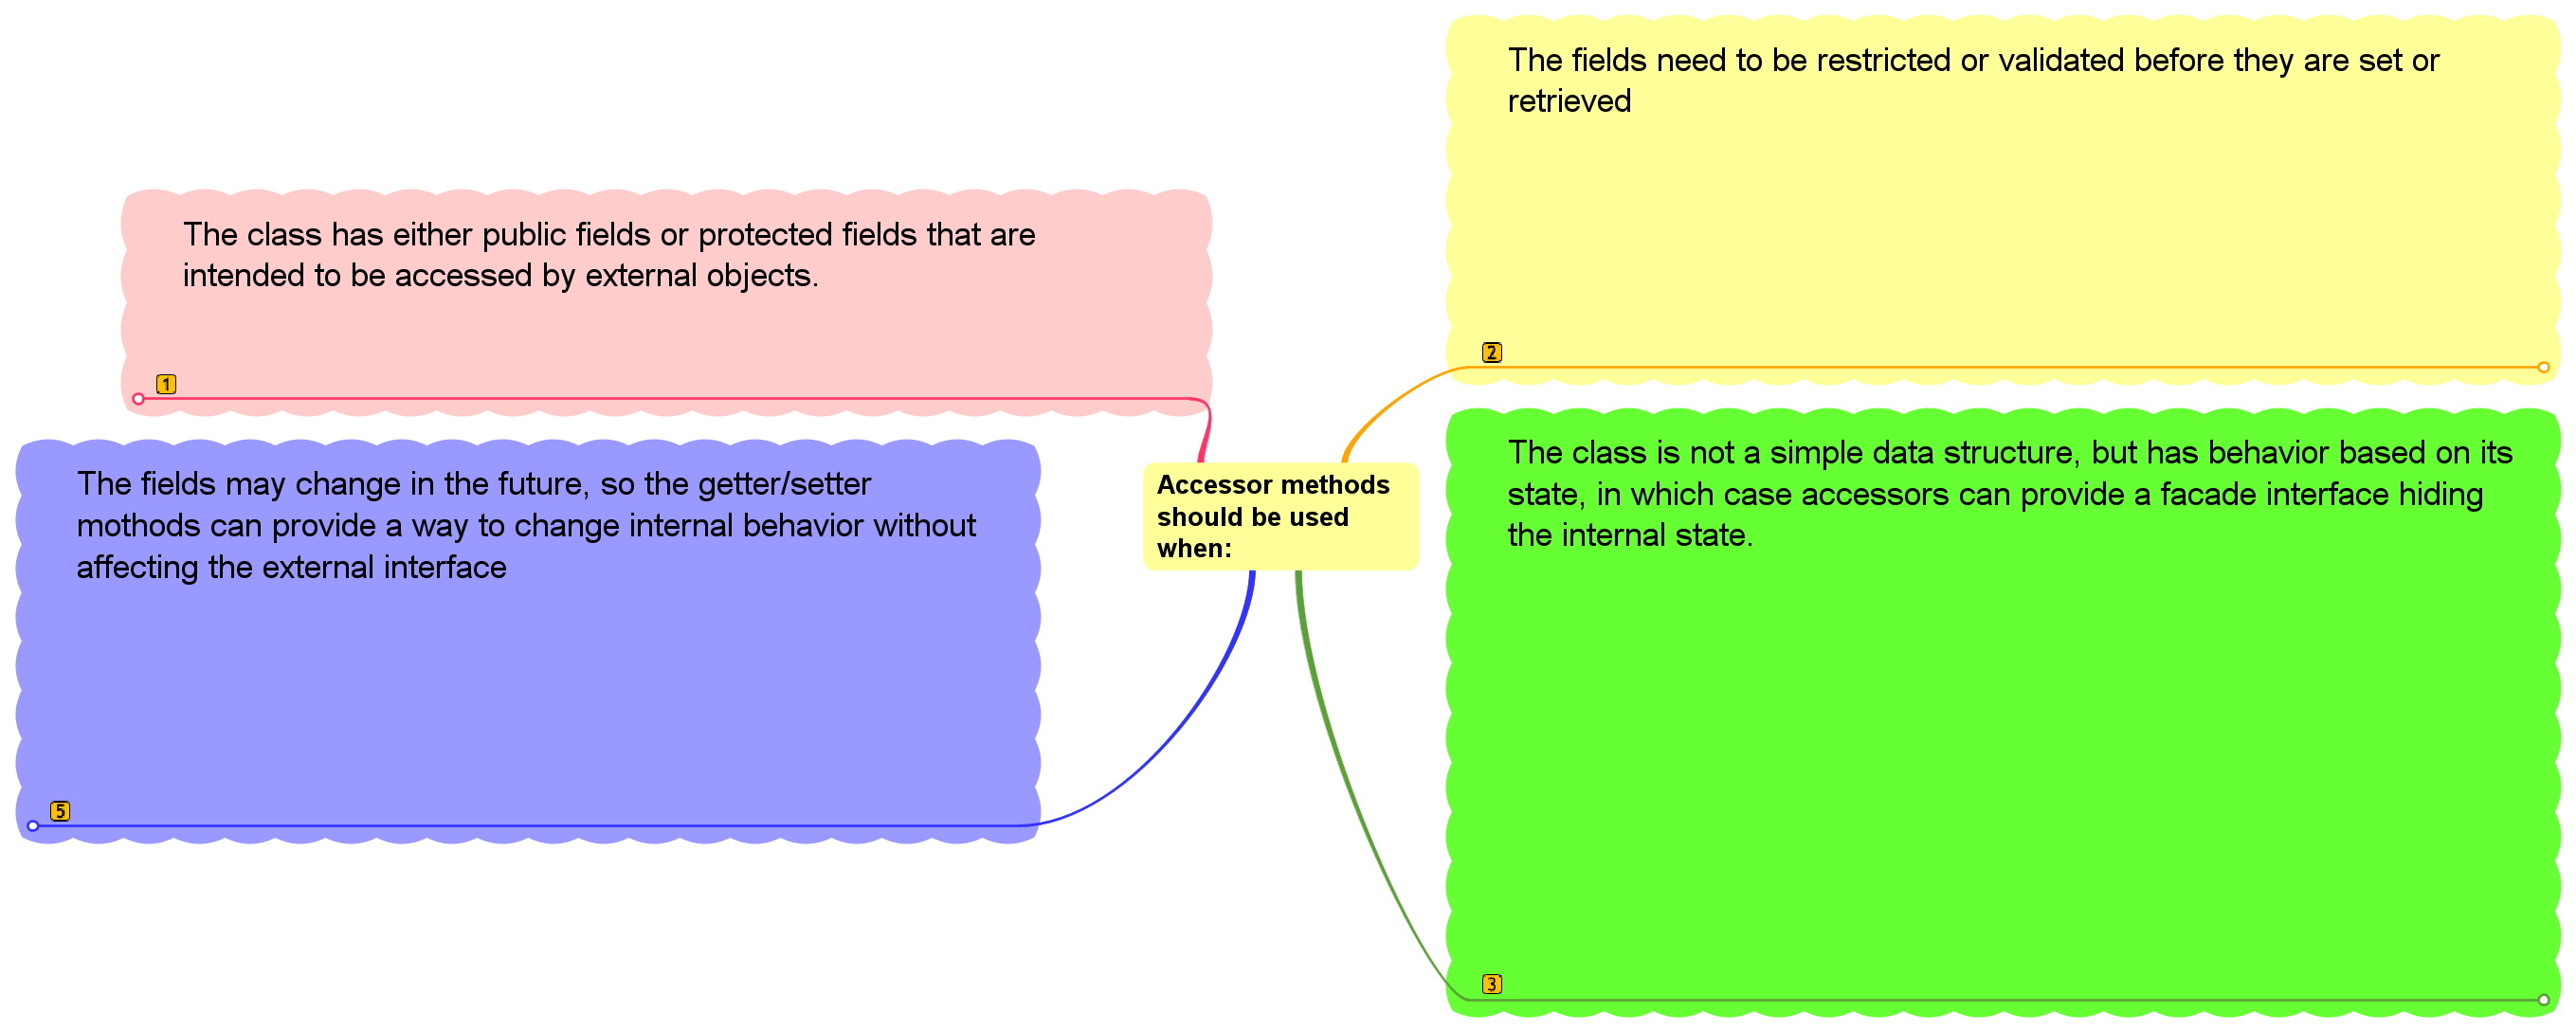 The fields need to be restricted or validated before they are set or
retrieved
2
The class has either public fields or protected fields that are
intended to be accessed by external objects.
1
Accessor methods
should be used
when:
The fields may change in the future, so the getter/setter
mothods can provide a way to change internal behavior without
affecting the external interface
5
The class is not a simple data structure, but has behavior based on its
state, in which case accessors can provide a facade interface hiding
the internal state.
3